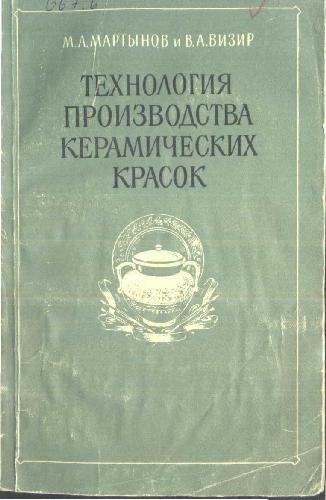 М.А.МАРТЫНОВ и В.А.ВИЗИР
ТЕХНОЛОГИЯ
ПРОИЗВОДСТВА
КЕРАМИЧЕСКИХ
КРАСОК